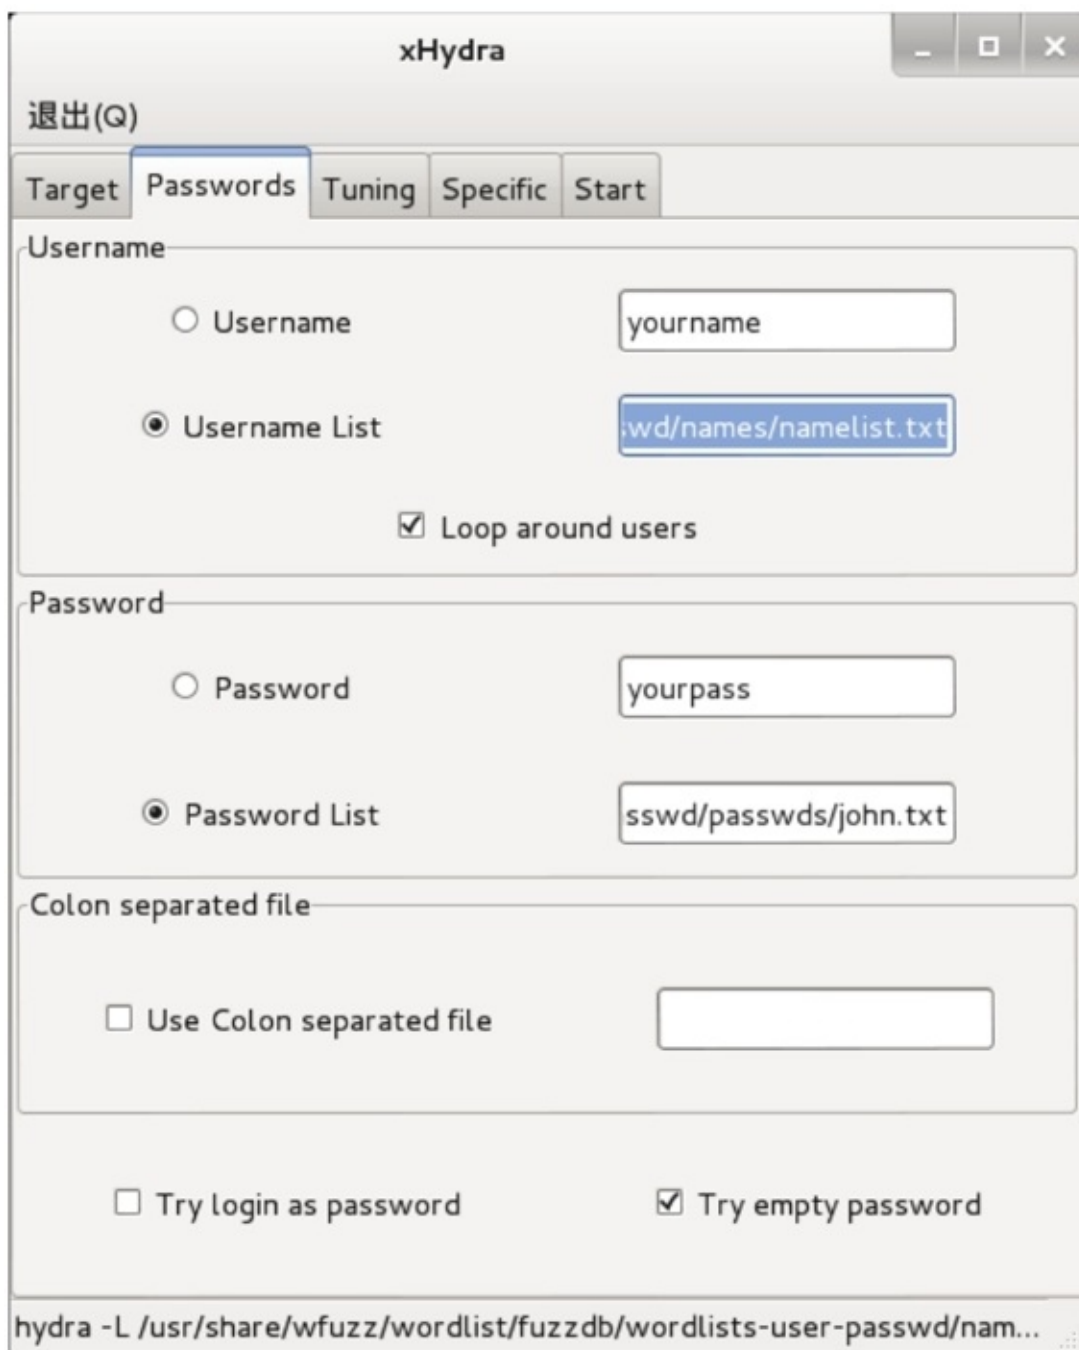 xHydra
退出(Q)
Target Passwords Tuning Specific Start
Username
Username yourname
Username List wd/names/namelist.txt
Loop around users
Password
Password yourpass
Password List sswd/passwds/john.txt
Colon separated file
Use Colon separated file
Try login as password Try empty password
hydra -L /usr/share/wfuzz/wordlist/fuzzdb/wordlists-user-passwd/nam...